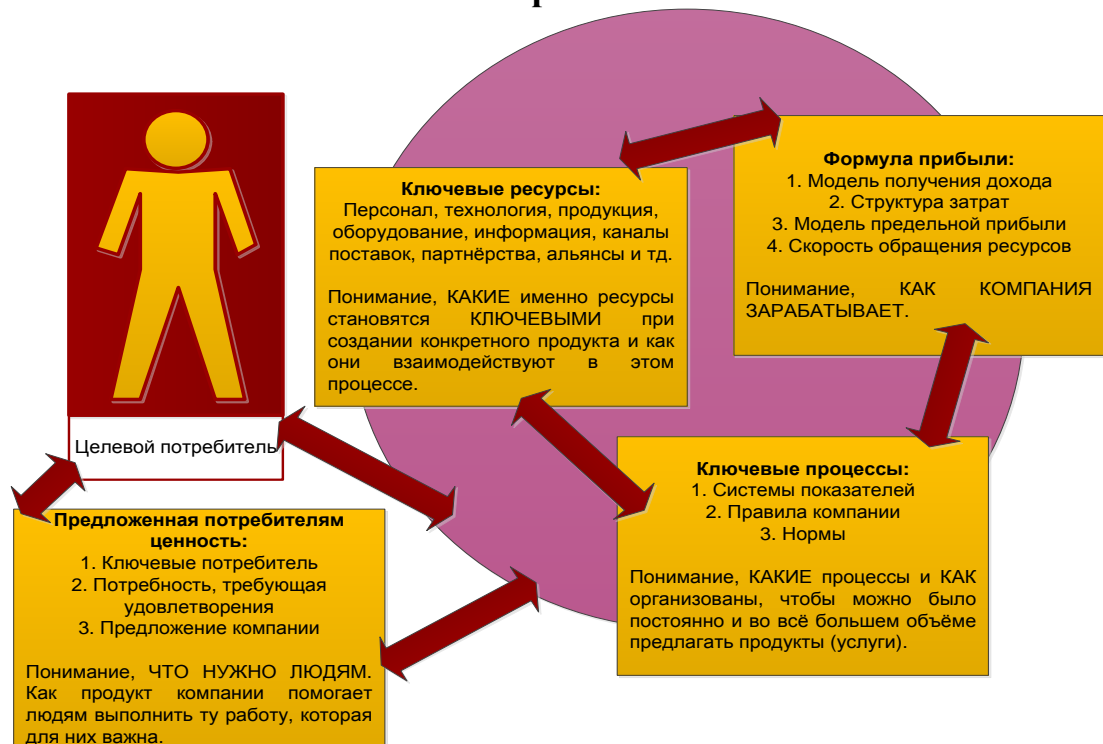 Ключевые ресурсы:
Персонал, технология, продукция,
оборудование, информация, каналы
поставок, партнёрства, альянсы и тд.
Понимание, КАКИЕ именно ресурсы
становятся КЛЮЧЕВЫМИ при
создании конкретного продукта и как
они взаимодействуют в этом
процессе.
Формула прибыли:
1. Модель получения дохода
2. Структура затрат
3. Модель предельной прибыли
4. Скорость обращения ресурсов
Понимание, КАК КОМПАНИЯ
ЗАРАБАТЫВАЕТ.
Целевой потребитель
Предложенная потребителям
ценность:
1. Ключевые потребитель
2. Потребность, требующая
удовлетворения
3. Предложение компании
Понимание, ЧТО НУЖНО ЛЮДЯМ.
Как продукт компании помогает
людям выполнить ту работу, которая
для них важна.
Ключевые процессы:
1. Системы показателей
2. Правила компании
3. Нормы
Понимание, КАКИЕ процессы и КАК
организованы, чтобы можно было
постоянно и во всё большем объёме
предлагать продукты (услуги).